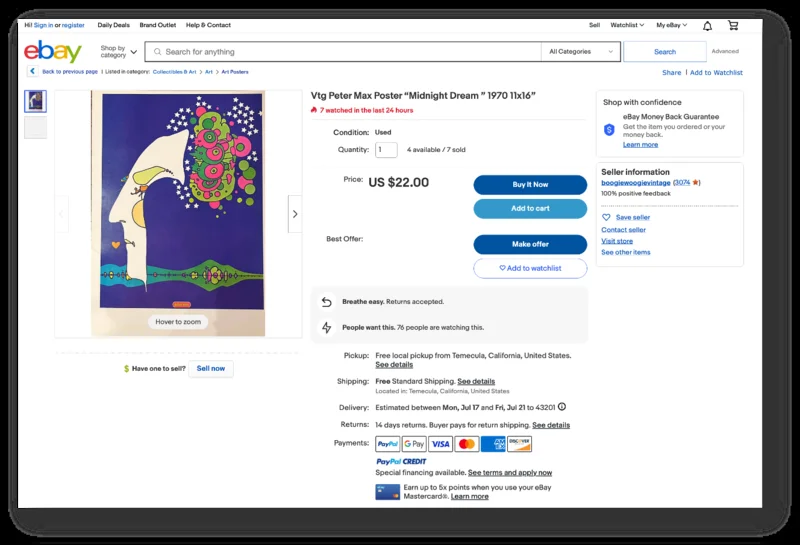 Hi! Sign in or register
Daily Deals
Brand Outlet
Help & Contact
Sell
Watchlist
My eBay
ebay
Shop by
category
Search for anything
All Categories
Search
Advanced
Back to previous page | Listed in category: Collectibles & Art > Art > Art Posters
Share | Add to Watchlist
Vtg Peter Max Poster “Midnight Dream ” 1970 11x16”
7 watched in the last 24 hours
Condition: Used
Quantity: 1 4 available / 7 sold
Price: US $22.00
Buy It Now
Add to cart
Best Offer:
Make offer
Add to watchlist
Hover to zoom
Have one to sell? Sell now
Breathe easy. Returns accepted.
People want this. 76 people are watching this.
Pickup: Free local pickup from Temecula, California, United States.
See details
Shipping: Free Standard Shipping. See details
Located in: Temecula, California, United States
Delivery: Estimated between Mon, Jul 17 and Fri, Jul 21 to 43201
Returns: 14 days returns. Buyer pays for return shipping. See details
Payments: PayPal G Pay VISA AM EX DISCOVER
PayPal CREDIT
Special financing available. See terms and apply now
Earn up to 5x points when you use your eBay
Mastercard®. Learn more
Shop with confidence
eBay Money Back Guarantee
Get the item you ordered or your
money back.
Learn more
Seller information
boogiewoogievintage (3074)
100% positive feedback
Save seller
Contact seller
Visit store
See other items